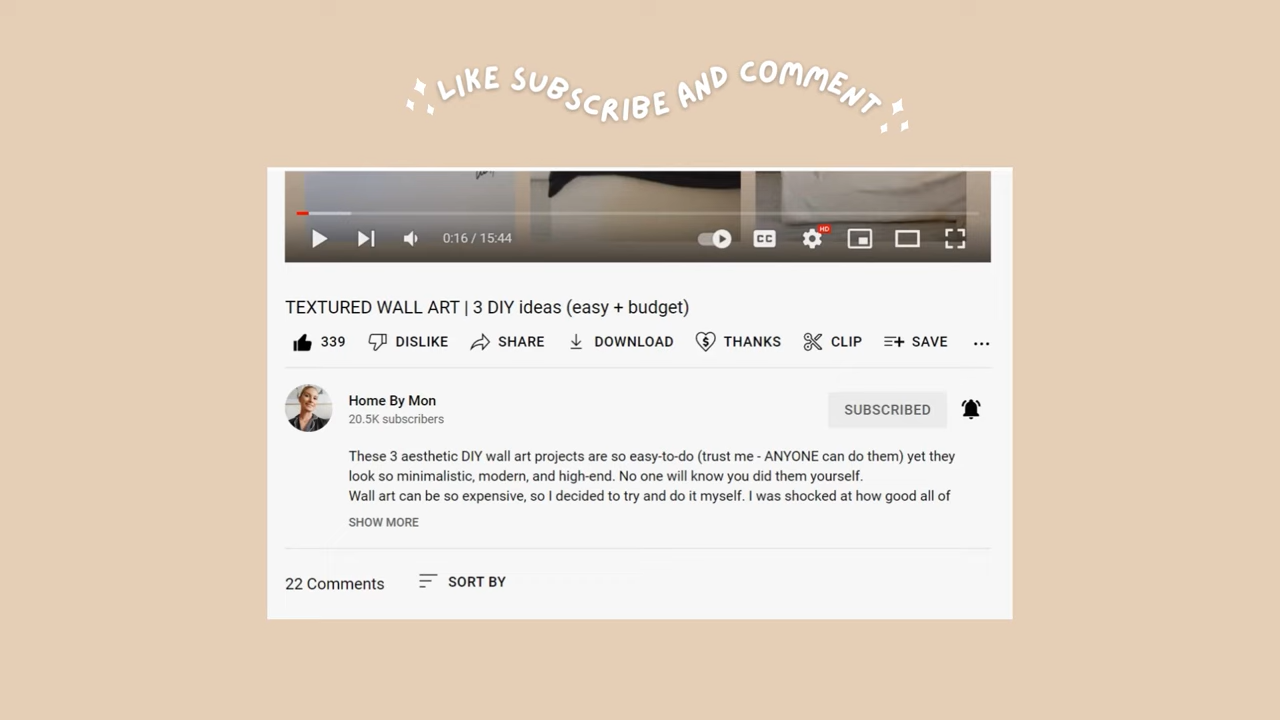 LIKE SUBSCRIBE AND COMMENT
0:16 / 15:44
CC
HD
TEXTURED WALL ART | 3 DIY ideas (easy + budget)
339 DISLIKE SHARE DOWNLOAD THANKS CLIP SAVE ...
Home By Mon
20.5K subscribers
SUBSCRIBED
These 3 aesthetic DIY wall art projects are so easy-to-do (trust me - ANYONE can do them) yet they
look so minimalistic, modern, and high-end. No one will know you did them yourself.
Wall art can be so expensive, so I decided to try and do it myself. I was shocked at how good all of
SHOW MORE
22 Comments SORT BY